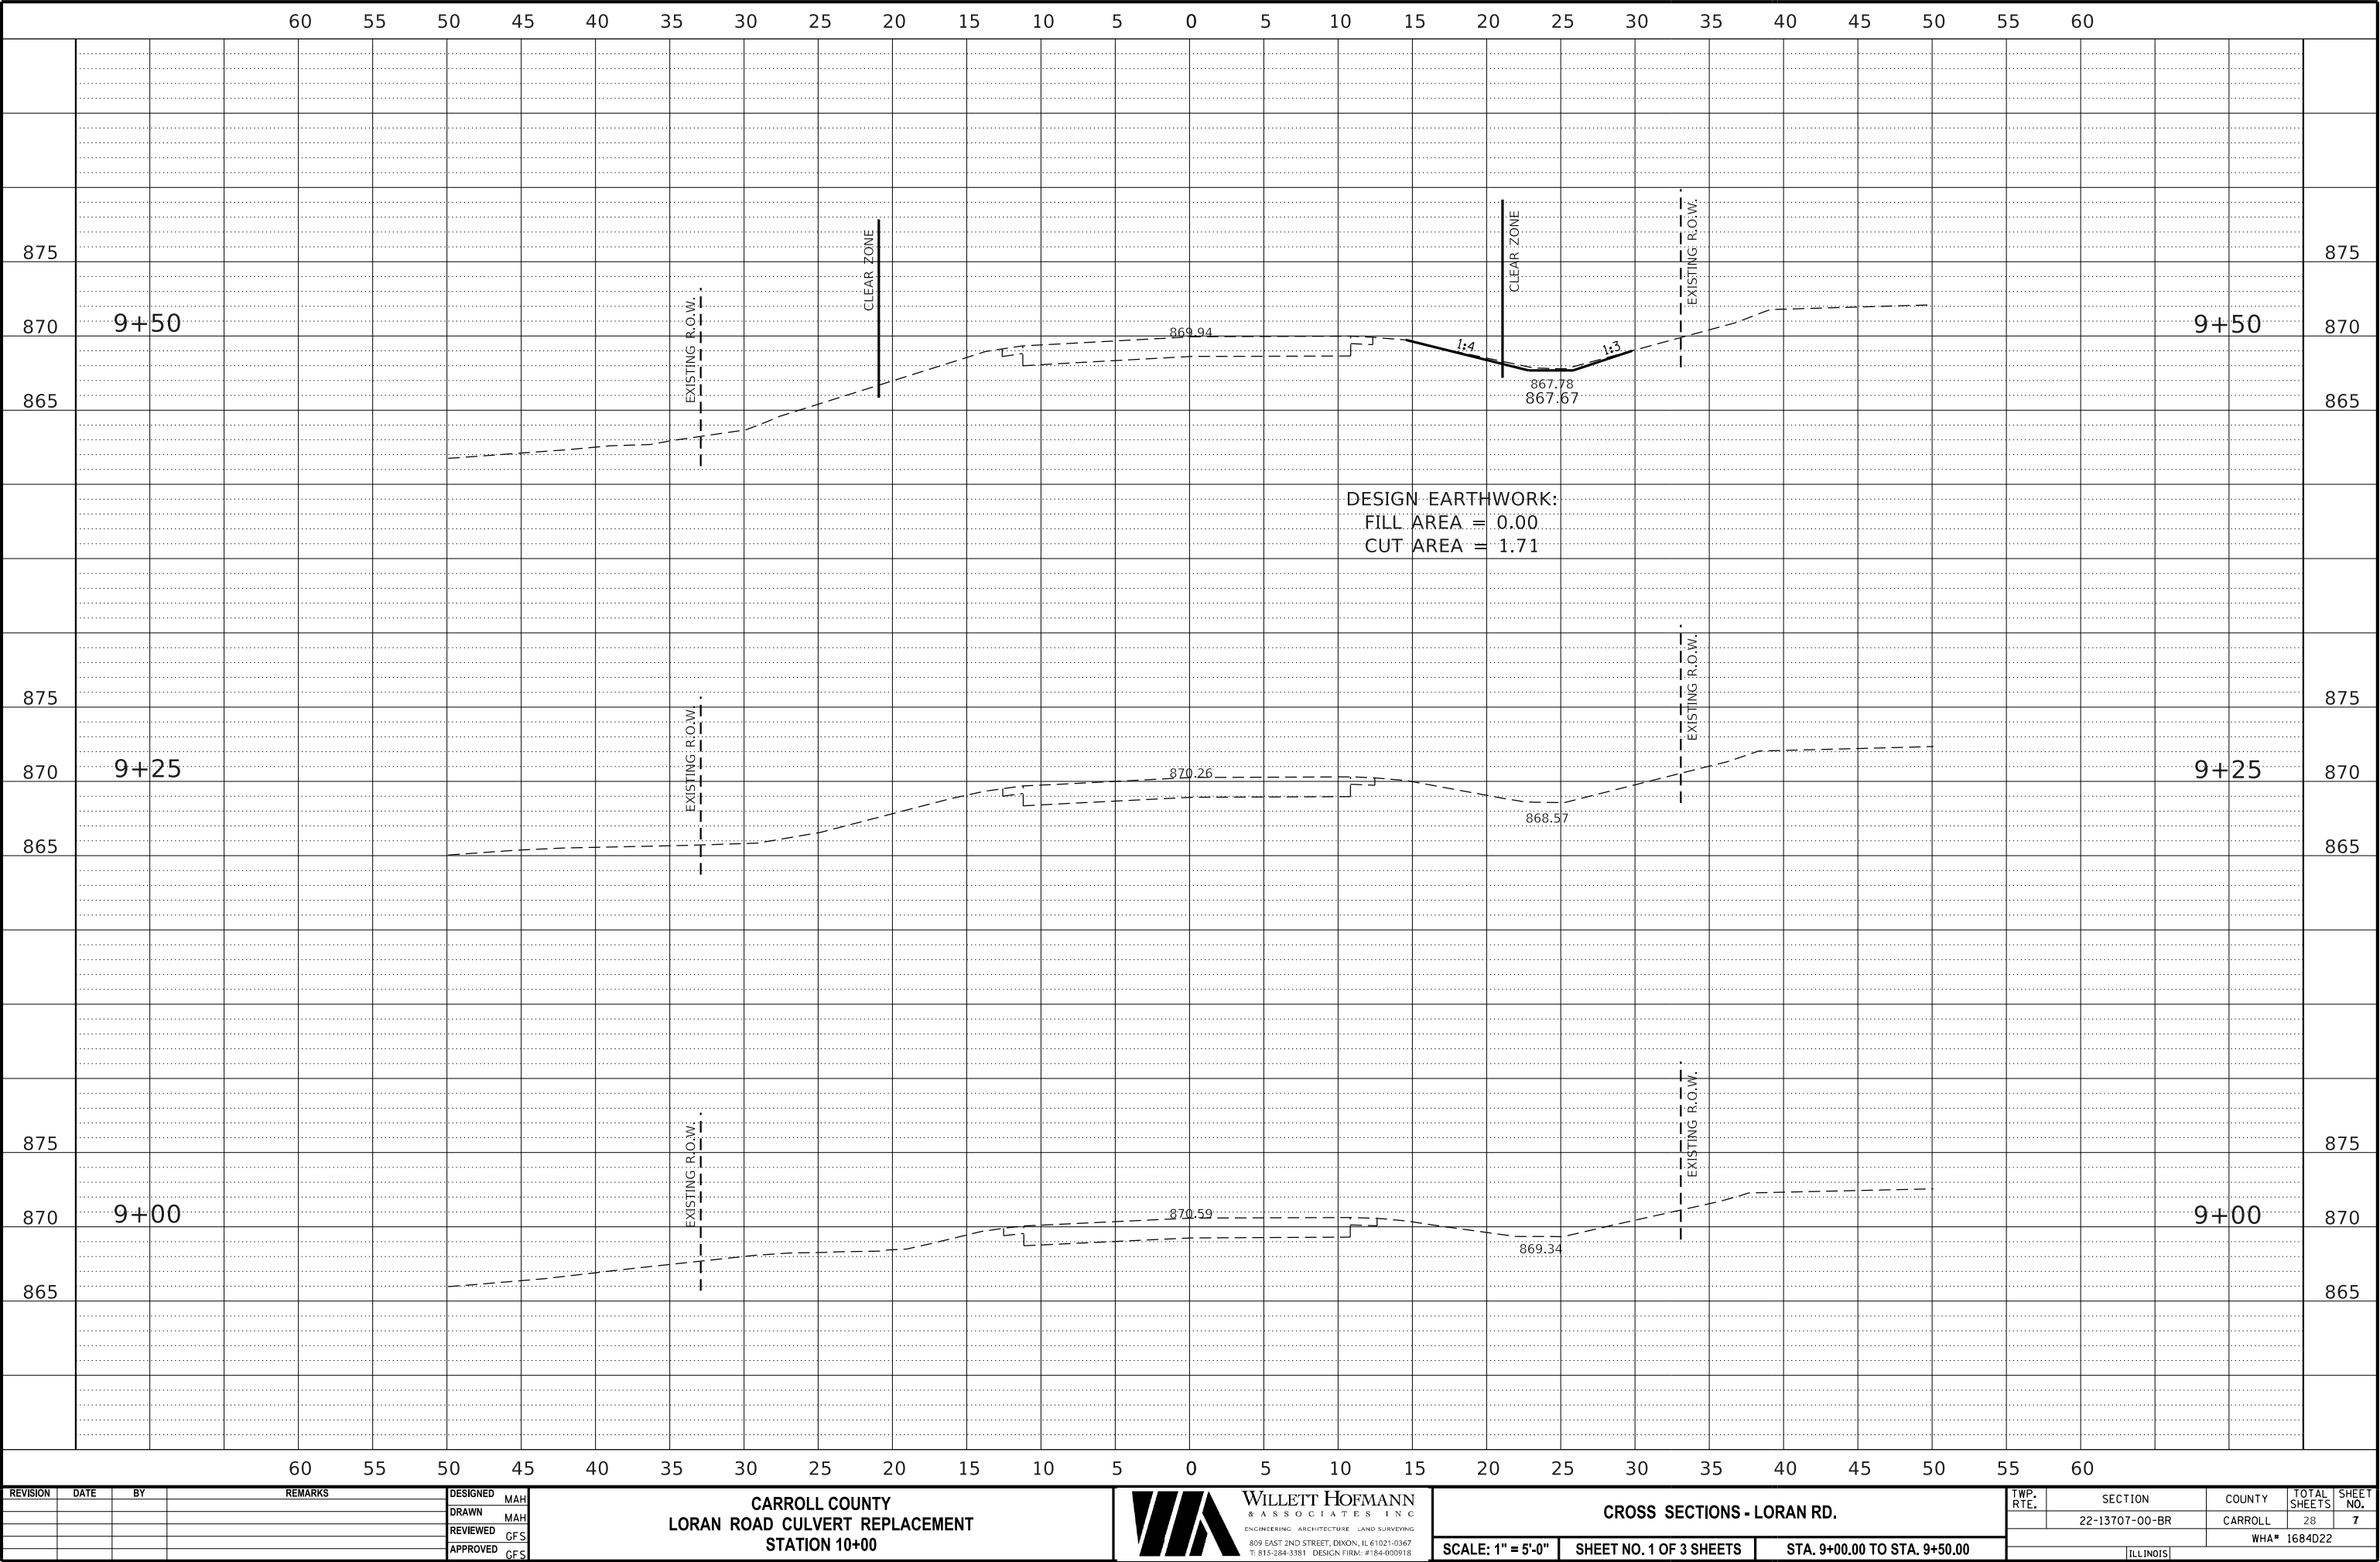 60 55 50 45 40 35 30 25 20 15 10 5 0 5 10 15 20 25 30 35 40 45 50 55 60
CLEAR ZONE
CLEAR ZONE
EXISTING R.O.W.
875 875
EXISTING R.O.W.
870 9+50 869.94 1:4 1:3 9+50 870
867.78
865 867.67 865
DESIGN EARTHWORK:
FILL AREA = 0.00
CUT AREA = 1.71
EXISTING R.O.W.
875 875
EXISTING R.O.W.
870 9+25 870.26 9+25 870
868.57
865 865
EXISTING R.O.W.
875 875
EXISTING R.O.W.
870 9+00 870.59 9+00 870
869.34
865 865
60 55 50 45 40 35 30 25 20 15 10 5 0 5 10 15 20 25 30 35 40 45 50 55 60
REVISION DATE BY REMARKS
DESIGNED MAH
DRAWN MAH
REVIEWED GFS
APPROVED GFS
CARROLL COUNTY
LORAN ROAD CULVERT REPLACEMENT
STATION 10+00
WILLETT HOFMANN
& ASSOCIATES INC
ENGINEERING ARCHITECTURE LAND SURVEYING
809 EAST 2ND STREET, DIXON, IL 61021-0367
T: 815-284-3381 DESIGN FIRM: #184-000918
CROSS SECTIONS - LORAN RD.
SCALE: 1" = 5'-0" SHEET NO. 1 OF 3 SHEETS STA. 9+00.00 TO STA. 9+50.00
TWP. RTE. SECTION COUNTY TOTAL SHEETS SHEET NO.
22-13707-00-BR CARROLL 28 7
WHA# 1684D22
ILLINOIS